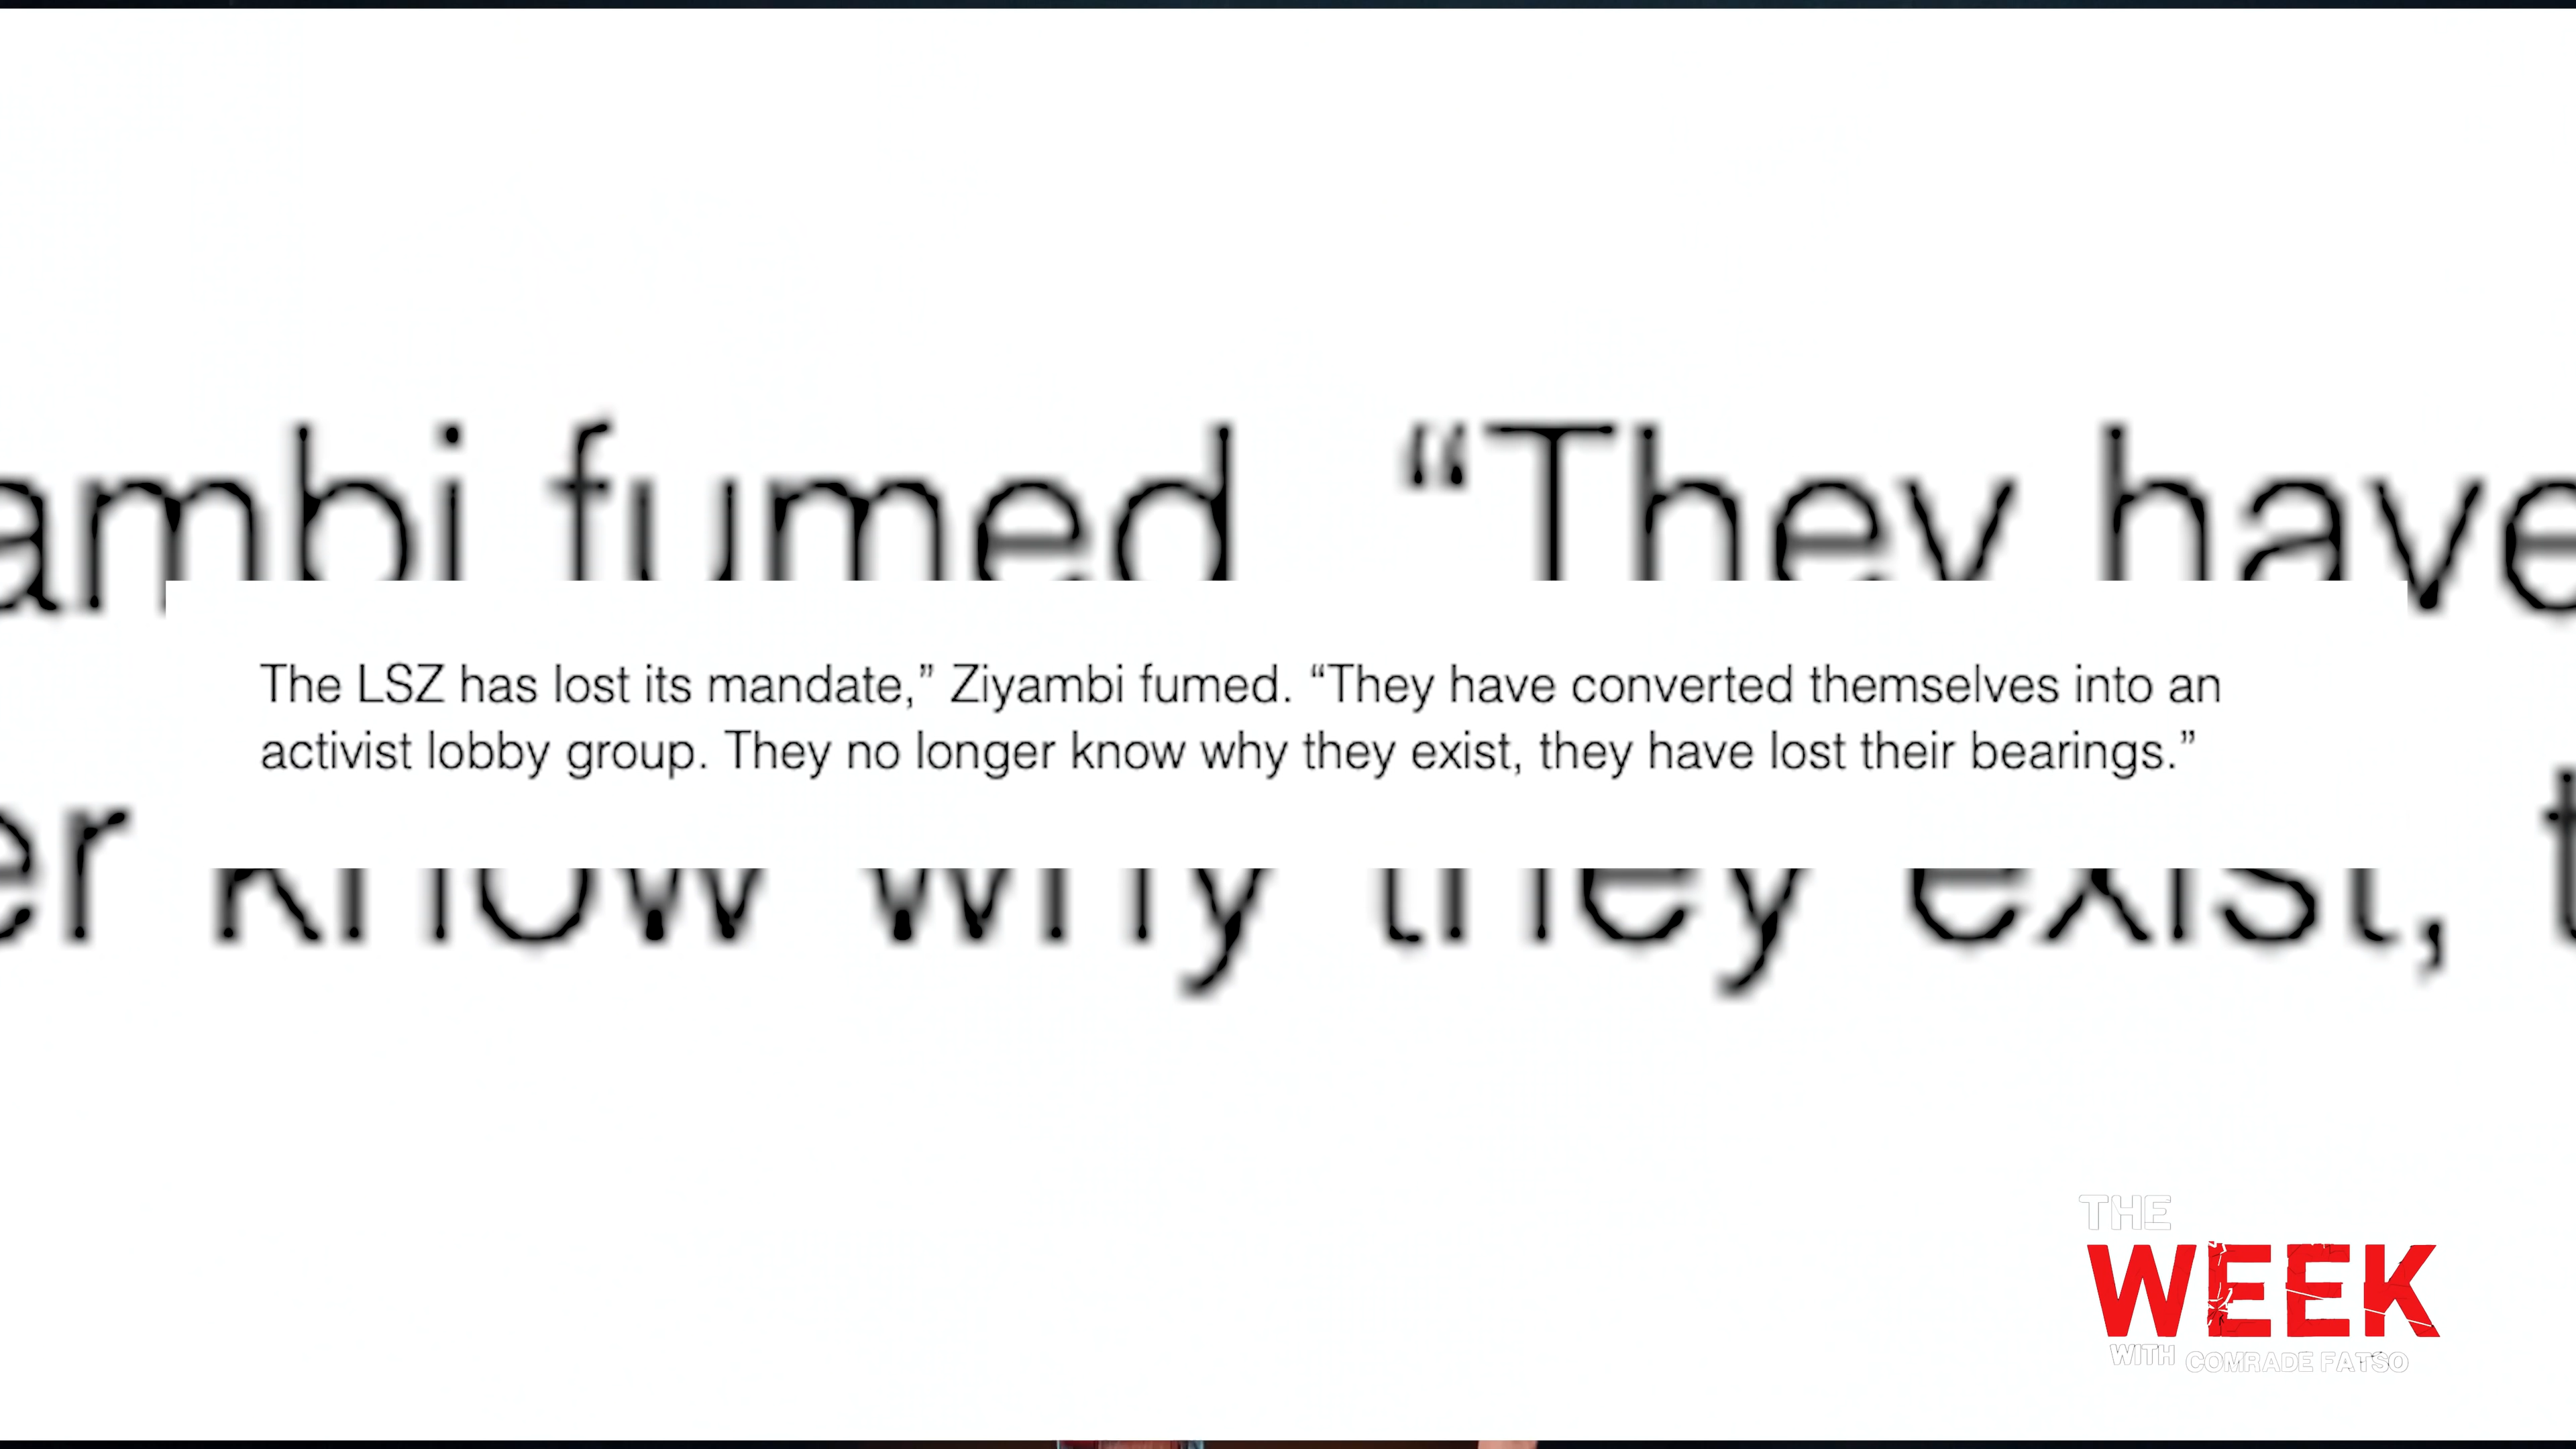 ambi fumed "They have
The LSZ has lost its mandate,” Ziyambi fumed. “They have converted themselves into an
activist lobby group. They no longer know why they exist, they have lost their bearings.”
er know why they exist, t
THE
WEEK
WITH COMRADE FATSO